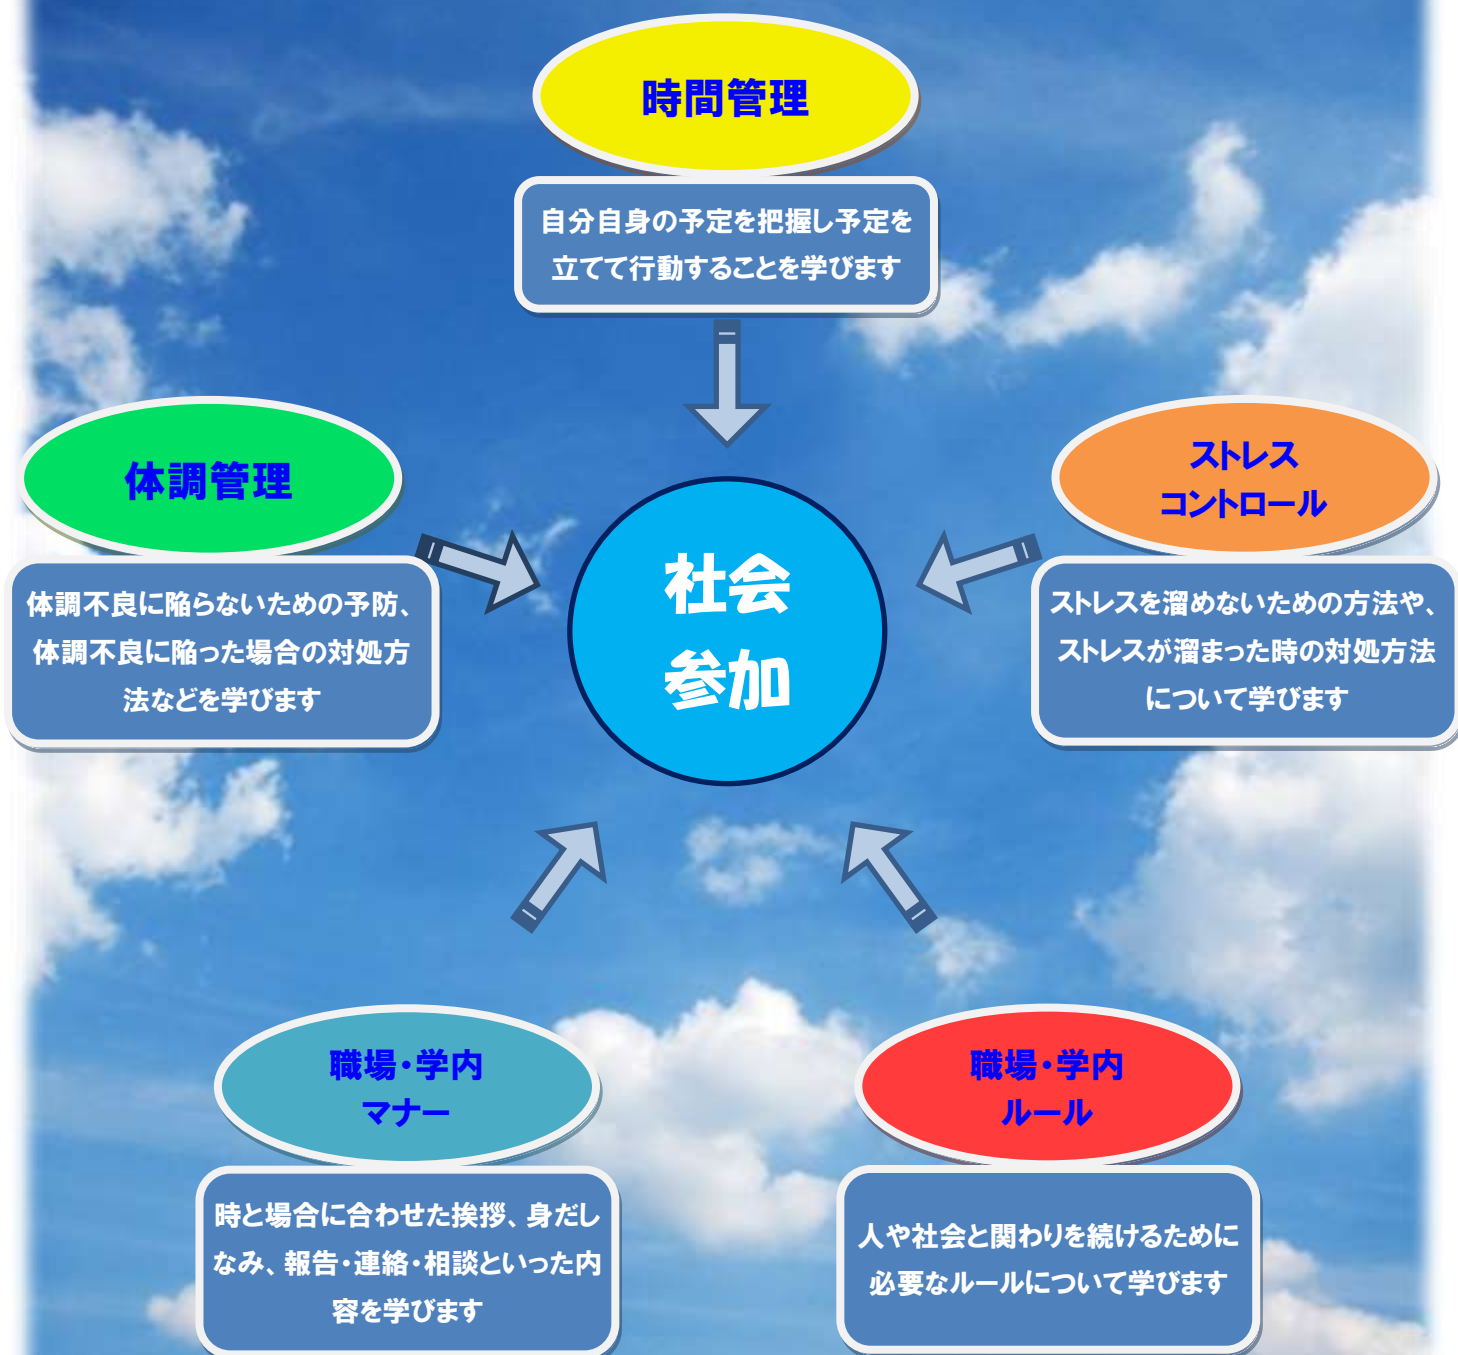 時間管理
自分自身の予定を把握し予定を
立てて行動することを学びます
体調管理
体調不良に陥らないための予防、
体調不良に陥った場合の対処方
法などを学びます
ストレス
コントロール
ストレスを溜めないための方法や、
ストレスが溜まった時の対処方法
について学びます
社会
参加
職場・学内
マナー
時と場合に合わせた挨拶、身だし
なみ、報告・連絡・相談といった内
容を学びます
職場・学内
ルール
人や社会と関わりを続けるために
必要なルールについて学びます